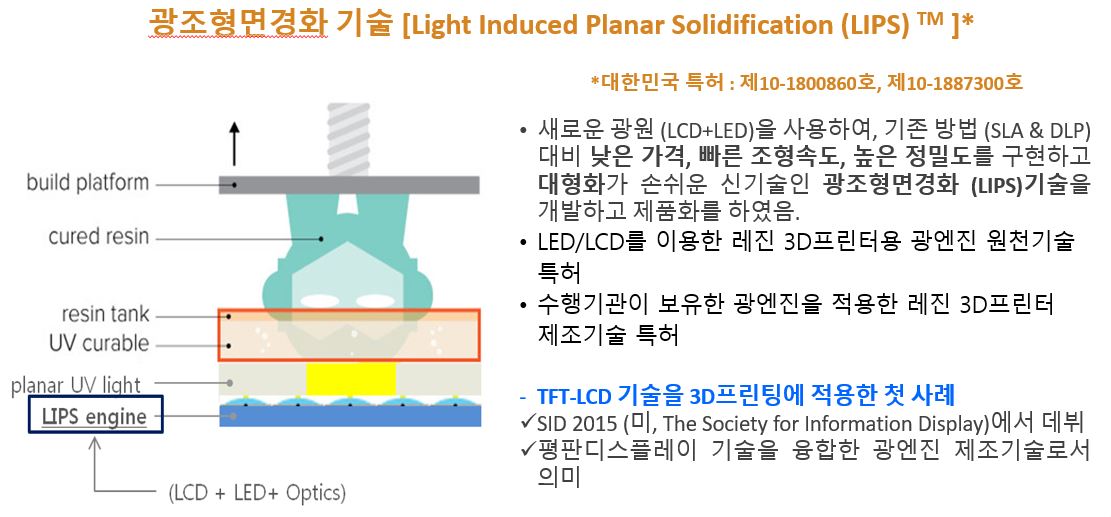 광조형면경화 기술 [Light Induced Planar Solidification (LIPS) TM ]*
*대한민국 특허 : 제10-1800860호, 제10-1887300호
build platform
cured resin
resin tank
UV curable
planar UV light
LIPS engine
(LCD + LED+ Optics)
• 새로운 광원 (LCD+LED)을 사용하여, 기존 방법 (SLA & DLP)
대비 낮은 가격, 빠른 조형속도, 높은 정밀도를 구현하고
대형화가 손쉬운 신기술인 광조형면경화 (LIPS)기술을
개발하고 제품화를 하였음.
• LED/LCD를 이용한 레진 3D프린터용 광엔진 원천기술
특허
• 수행기관이 보유한 광엔진을 적용한 레진 3D프린터
제조기술 특허
- TFT-LCD 기술을 3D프린팅에 적용한 첫 사례
✓SID 2015 (미, The Society for Information Display)에서 데뷔
✓평판디스플레이 기술을 융합한 광엔진 제조기술로서
의미